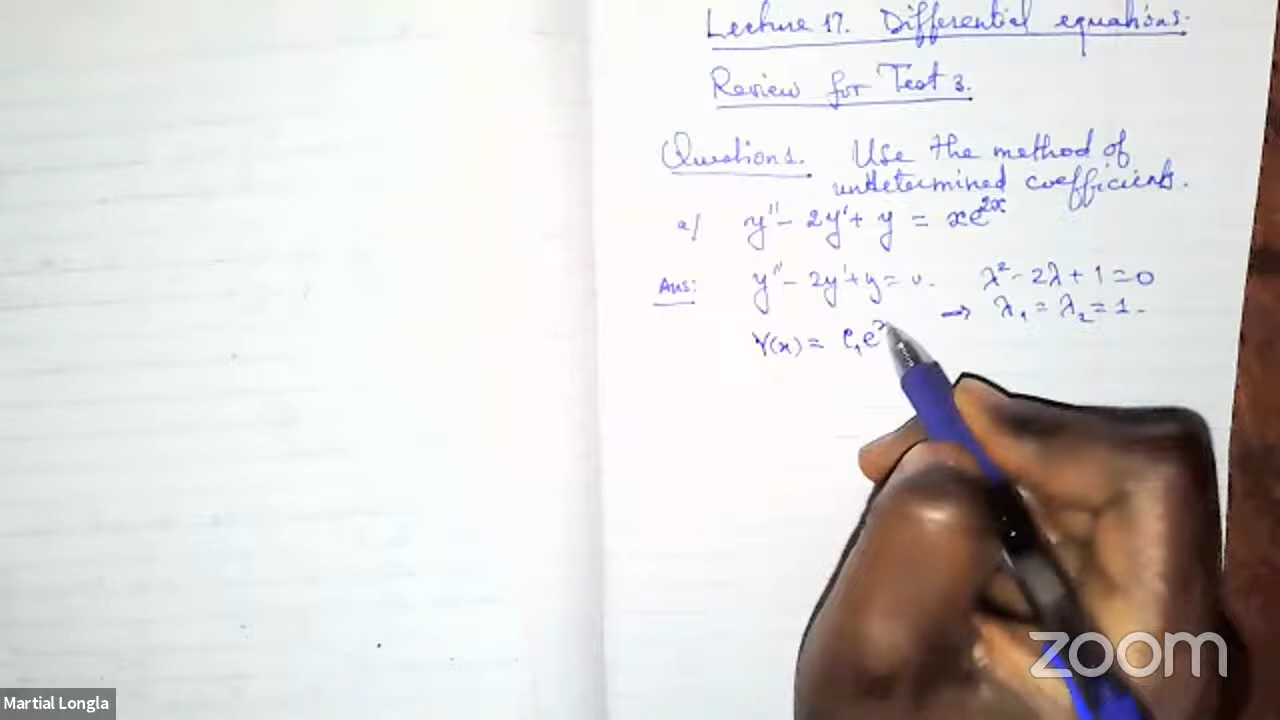 Lecture 17. Differential equations.
Review for Test 3.
Questions. Use the method of
undetermined coefficients.
a/ y'' - 2y' + y = xe^{2x}
Ans: y'' - 2y' + y = 0. λ² - 2λ + 1 = 0
→ λ₁ = λ₂ = 1.
Y(x) = C₁e^x
zoom
Martial Longla